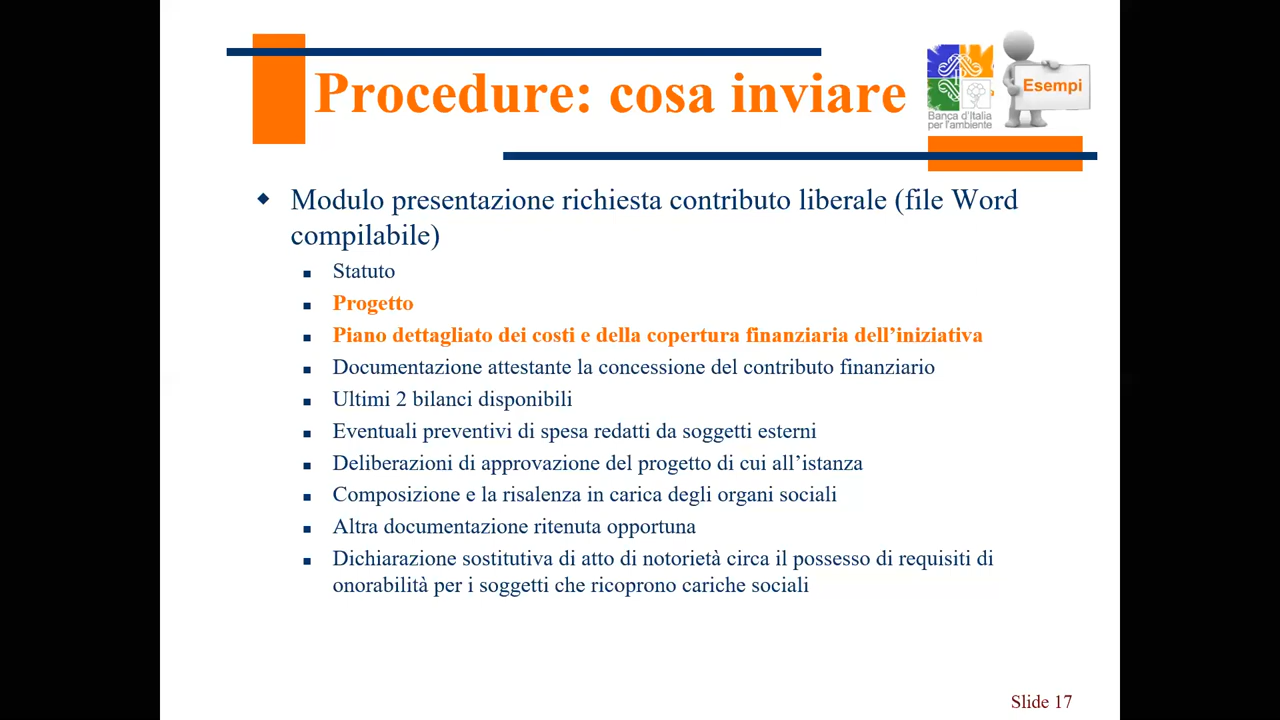 Procedure: cosa inviare
Banca d'Italia
per l'ambiente
Esempi
Modulo presentazione richiesta contributo liberale (file Word
compilabile)
Statuto
Progetto
Piano dettagliato dei costi e della copertura finanziaria dell’iniziativa
Documentazione attestante la concessione del contributo finanziario
Ultimi 2 bilanci disponibili
Eventuali preventivi di spesa redatti da soggetti esterni
Deliberazioni di approvazione del progetto di cui all’istanza
Composizione e la risalenza in carica degli organi sociali
Altra documentazione ritenuta opportuna
Dichiarazione sostitutiva di atto di notorietà circa il possesso di requisiti di
onorabilità per i soggetti che ricoprono cariche sociali
Slide 17